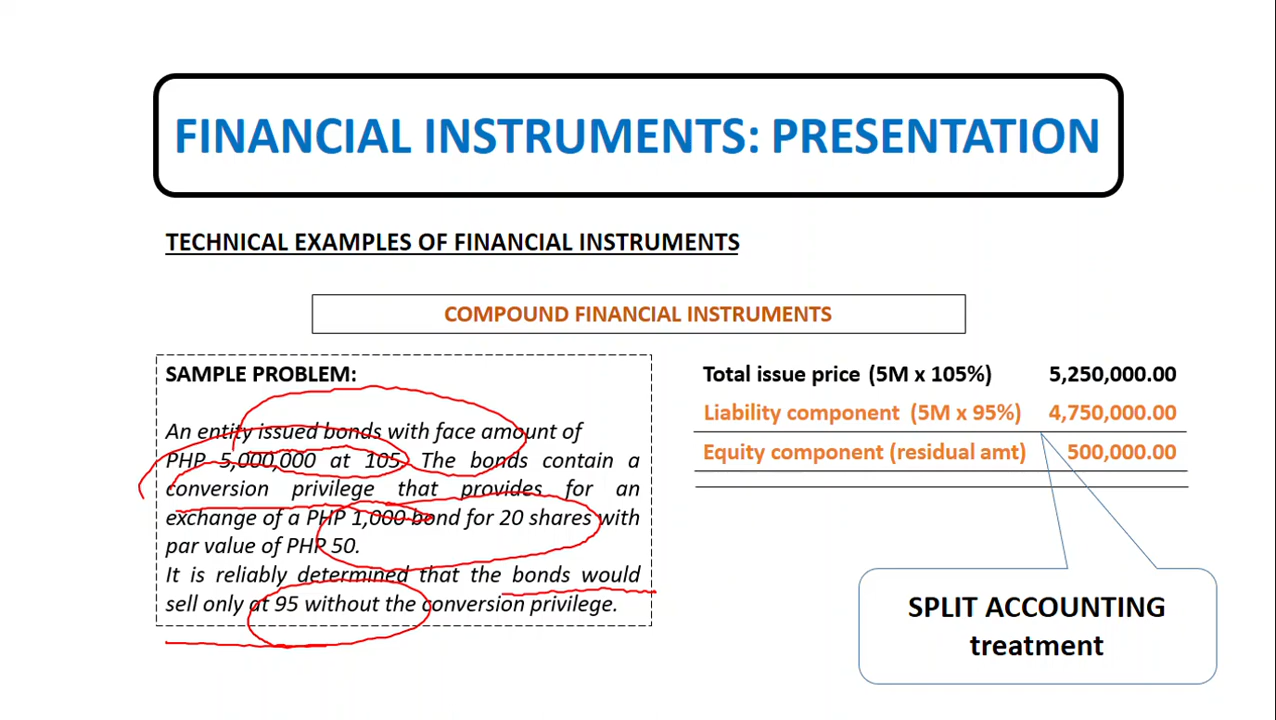 FINANCIAL INSTRUMENTS: PRESENTATION
TECHNICAL EXAMPLES OF FINANCIAL INSTRUMENTS
COMPOUND FINANCIAL INSTRUMENTS
SAMPLE PROBLEM:
An entity issued bonds with face amount of
PHP 5,000,000 at 105. The bonds contain a
conversion privilege that provides for an
exchange of a PHP 1,000 bond for 20 shares with
par value of PHP 50.
It is reliably determined that the bonds would
sell only at 95 without the conversion privilege.
Total issue price (5M x 105%) 5,250,000.00
Liability component (5M x 95%) 4,750,000.00
Equity component (residual amt) 500,000.00
SPLIT ACCOUNTING
treatment